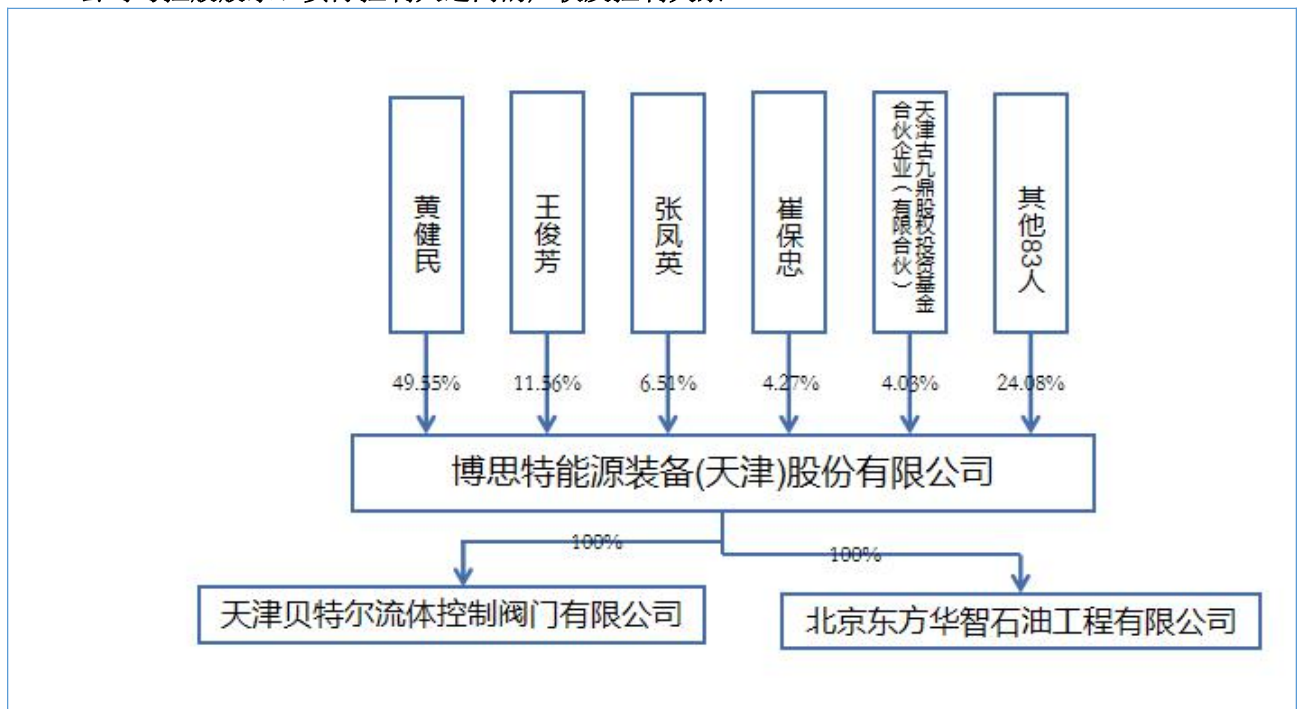 黄健民
王俊芳
张凤英
崔保忠
天津古九鼎股权投资基金
合伙企业（有限合伙）
其他83人
49.55%
11.56%
6.51%
4.27%
4.03%
24.08%
博思特能源装备(天津)股份有限公司
100%
100%
天津贝特尔流体控制阀门有限公司
北京东方华智石油工程有限公司